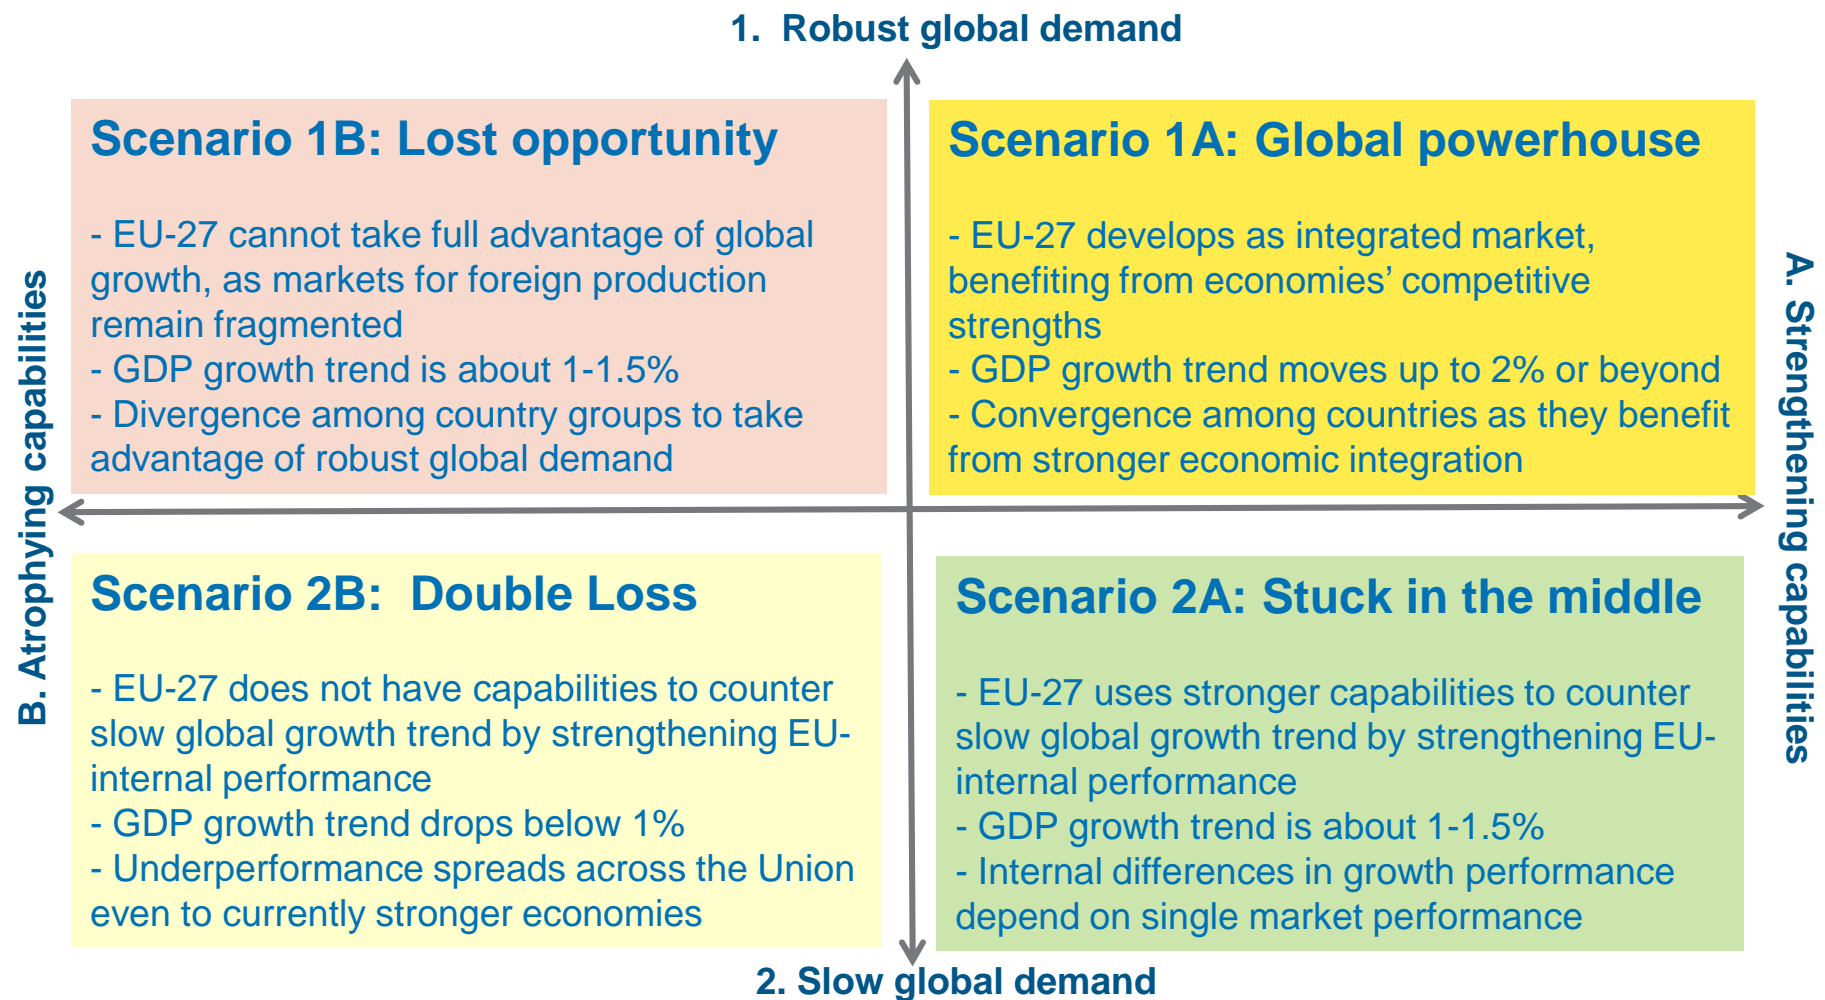 1. Robust global demand
Scenario 1B: Lost opportunity
- EU-27 cannot take full advantage of global
growth, as markets for foreign production
remain fragmented
- GDP growth trend is about 1-1.5%
- Divergence among country groups to take
advantage of robust global demand
Scenario 1A: Global powerhouse
- EU-27 develops as integrated market,
benefiting from economies’ competitive
strengths
- GDP growth trend moves up to 2% or beyond
- Convergence among countries as they benefit
from stronger economic integration
B. Atrophying capabilities
A. Strengthening capabilities
Scenario 2B: Double Loss
- EU-27 does not have capabilities to counter
slow global growth trend by strengthening EU-
internal performance
- GDP growth trend drops below 1%
- Underperformance spreads across the Union
even to currently stronger economies
Scenario 2A: Stuck in the middle
- EU-27 uses stronger capabilities to counter
slow global growth trend by strengthening EU-
internal performance
- GDP growth trend is about 1-1.5%
- Internal differences in growth performance
depend on single market performance
2. Slow global demand